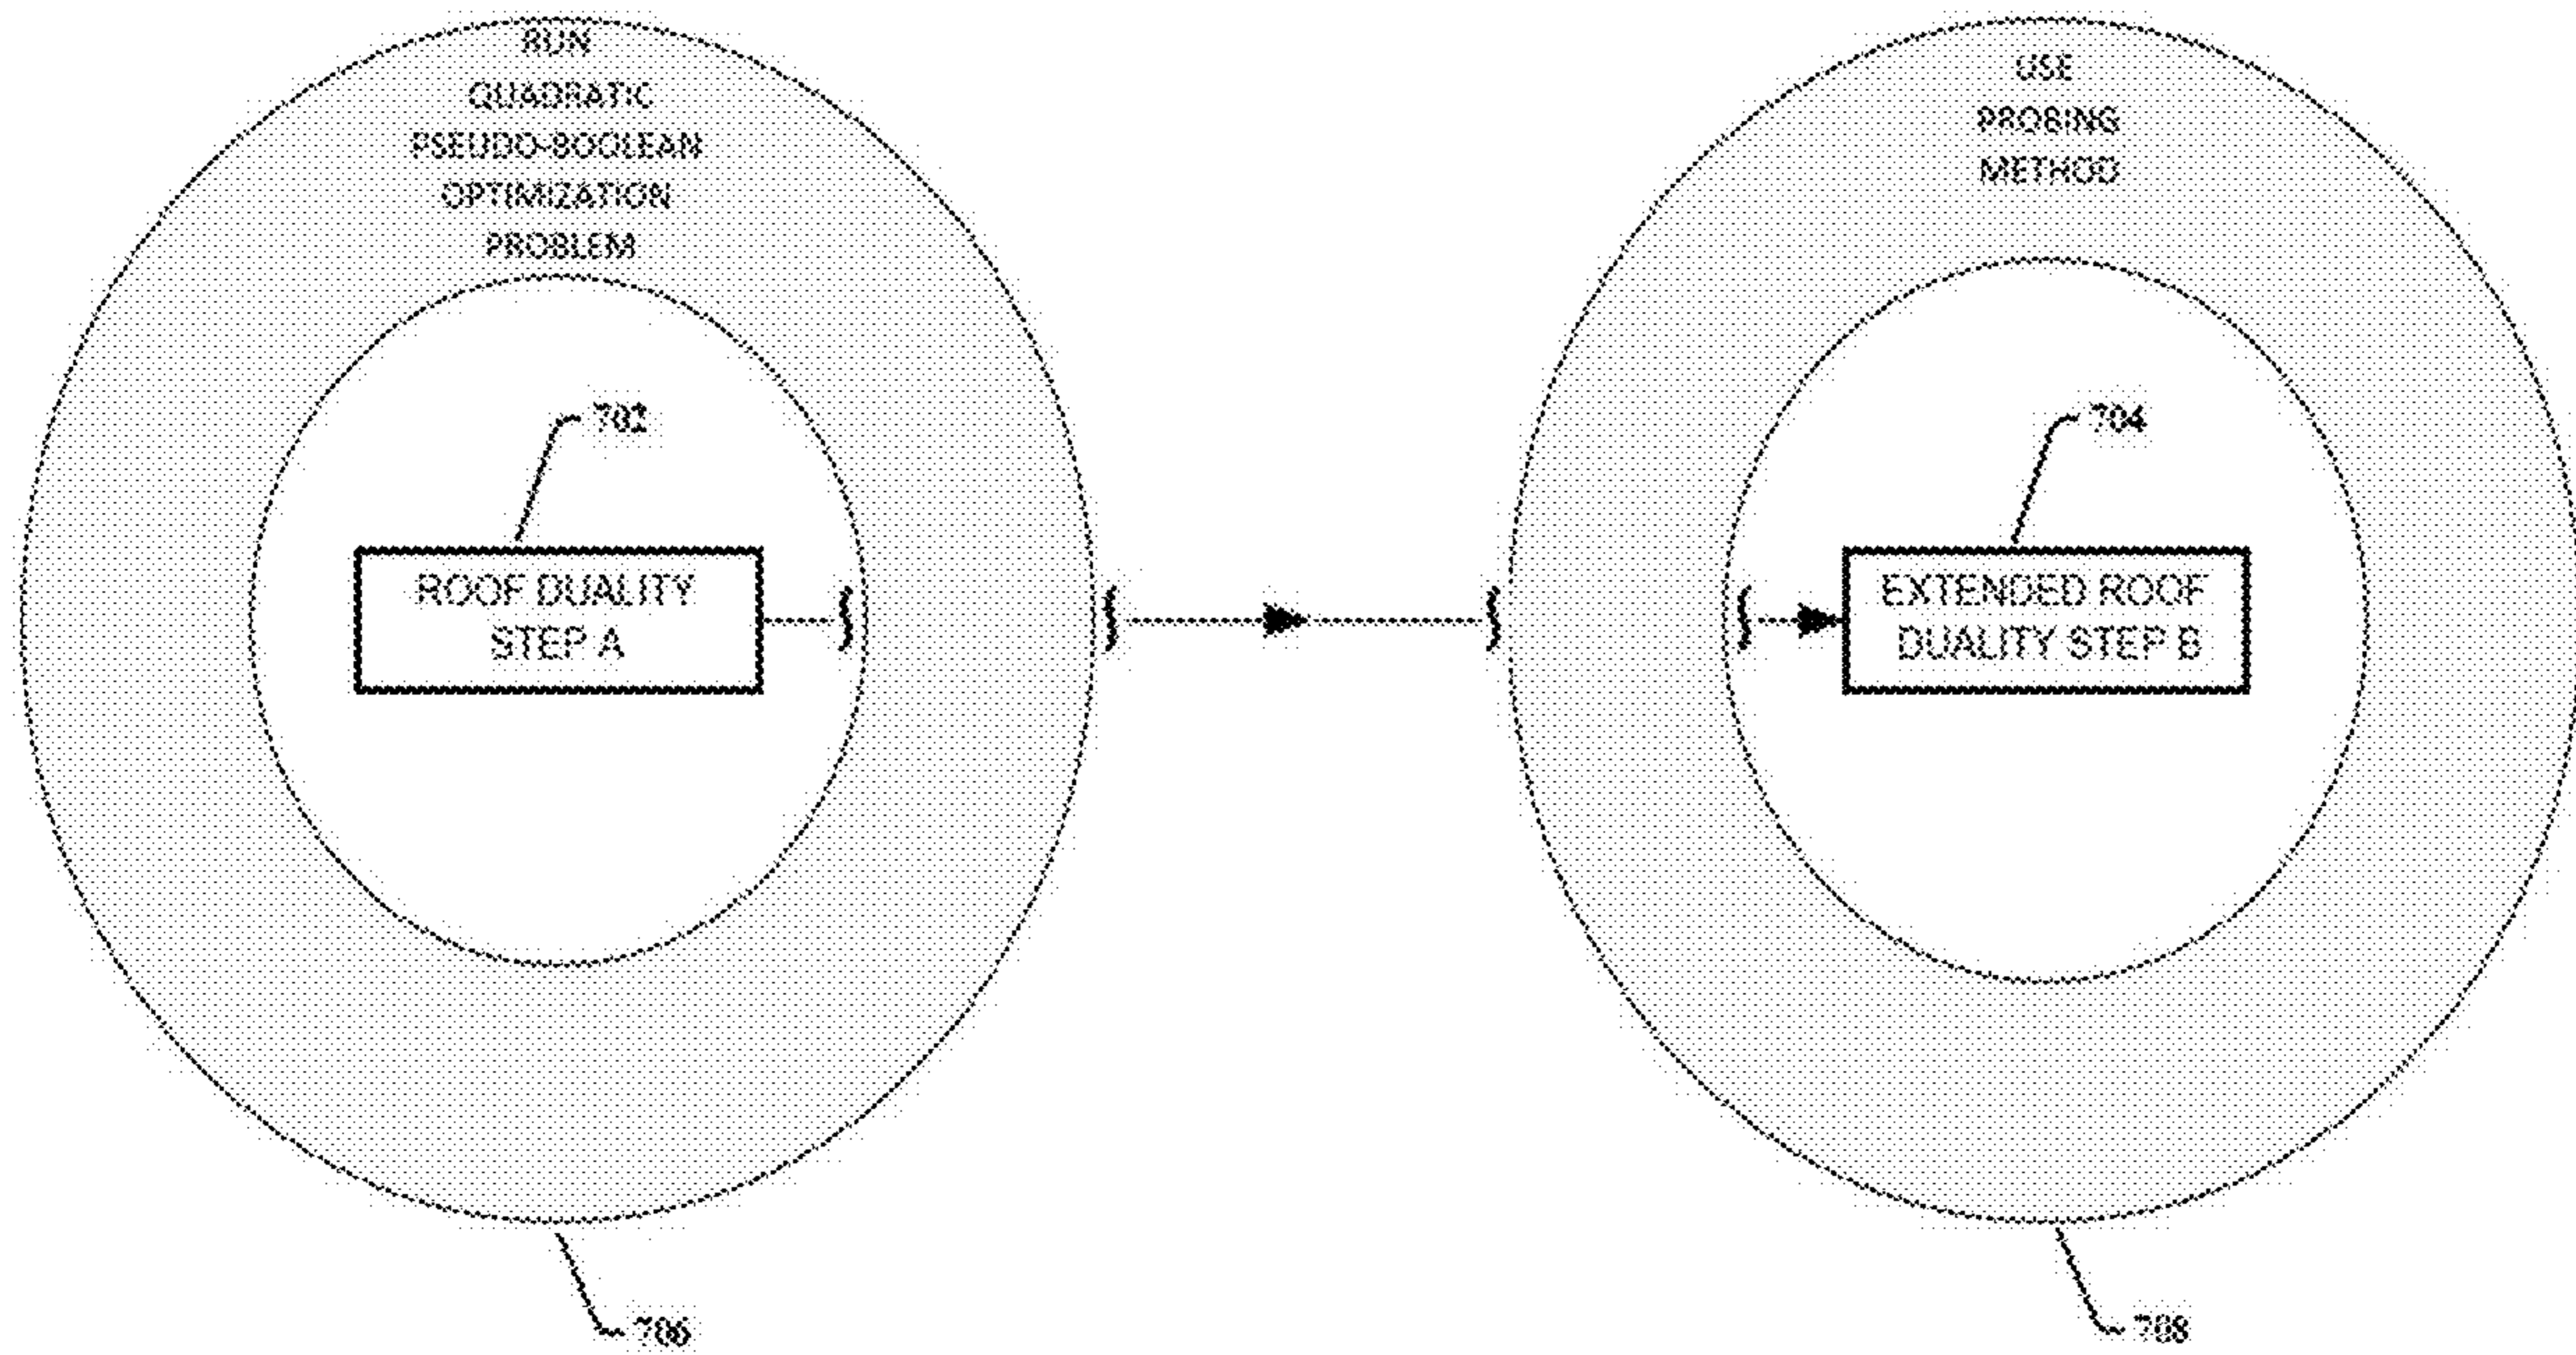 RUN
QUADRATIC
PSEUDO-BOOLEAN
OPTIMIZATION
PROBLEM
702
ROOF DUALITY
STEP A
706
USE
PROBING
METHOD
704
EXTENDED ROOF
DUALITY STEP B
708